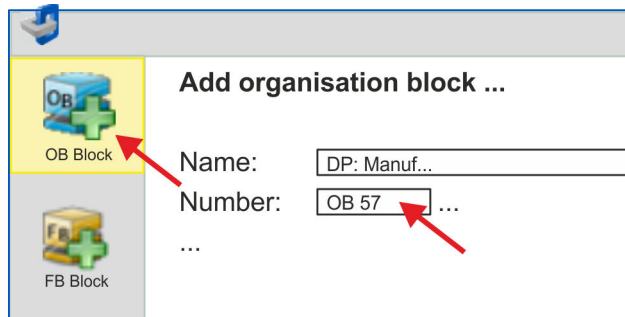 Add organisation block ...
OB
OB Block
Name: DP: Manuf...
Number: OB 57 ...
...
FB
FB Block